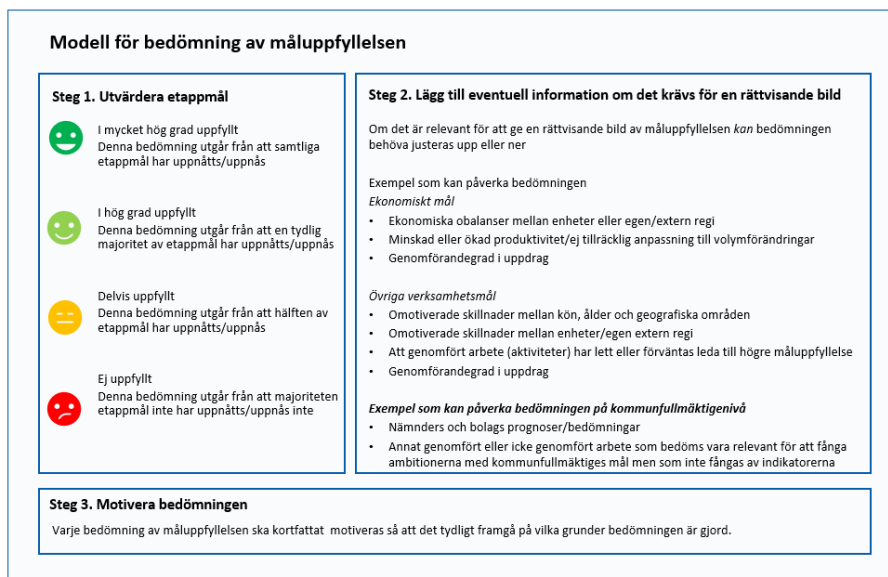 Modell för bedömning av måluppfyllelsen
Steg 1. Utvärdera etappmål
I mycket hög grad uppfyllt
Denna bedömning utgår från att samtliga
etappmål har uppnåtts/uppnås
I hög grad uppfyllt
Denna bedömning utgår från att en tydlig
majoritet av etappmål har uppnåtts/uppnås
Delvis uppfyllt
Denna bedömning utgår från att hälften av
etappmål har uppnåtts/uppnås
Ej uppfyllt
Denna bedömning utgår från att majoriteten
etappmål inte har uppnåtts/uppnås inte
Steg 2. Lägg till eventuell information om det krävs för en rättvisande bild
Om det är relevant för att ge en rättvisande bild av måluppfyllelsen kan bedömningen
behöva justeras upp eller ner
Exempel som kan påverka bedömningen
Ekonomiskt mål
• Ekonomiska obalanser mellan enheter eller egen/extern regi
• Minskad eller ökad produktivitet/ej tillräcklig anpassning till volymförändringar
• Genomförandegrad i uppdrag
Övriga verksamhetsmål
• Omotiverade skillnader mellan kön, ålder och geografiska områden
• Omotiverade skillnader mellan enheter/egen extern regi
• Att genomfört arbete (aktiviteter) har lett eller förväntas leda till högre måluppfyllelse
• Genomförandegrad i uppdrag
Exempel som kan påverka bedömningen på kommunfullmäktigenivå
• Nämnders och bolags prognoser/bedömningar
• Annat genomfört eller icke genomfört arbete som bedöms vara relevant för att fånga
ambitionerna med kommunfullmäktiges mål men som inte fångas av indikatorerna
Steg 3. Motivera bedömningen
Varje bedömning av måluppfyllelsen ska kortfattat motiveras så att det tydligt framgå på vilka grunder bedömningen är gjord.